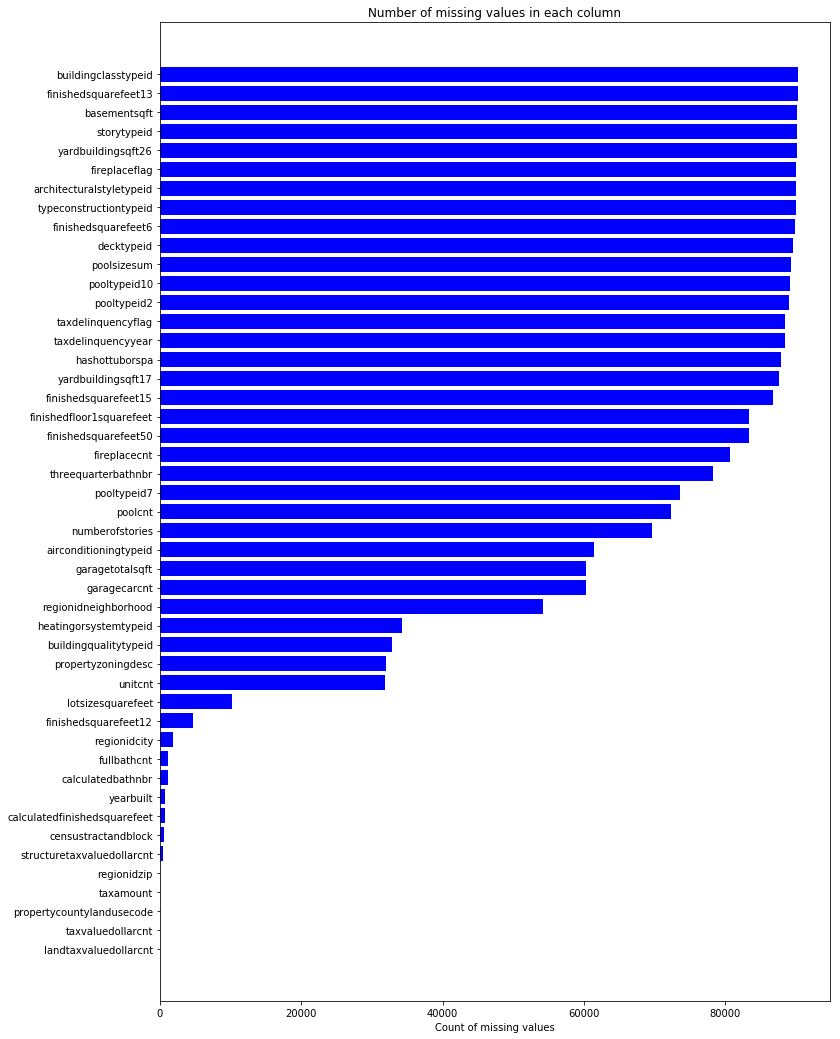 Number of missing values in each column
buildingclasstypeid
finishedsquarefeet13
basementsqft
storytypeid
yardbuildingsqft26
fireplaceflag
architecturalstyletypeid
typeconstructiontypeid
finishedsquarefeet6
decktypeid
poolsizesum
pooltypeid10
pooltypeid2
taxdelinquencyflag
taxdelinquencyyear
hashottuborspa
yardbuildingsqft17
finishedsquarefeet15
finishedfloor1squarefeet
finishedsquarefeet50
fireplacecnt
threequarterbathnbr
pooltypeid7
poolcnt
numberofstories
airconditioningtypeid
garagetotalsqft
garagecarcnt
regionidneighborhood
heatingorsystemtypeid
buildingqualitytypeid
propertyzoningdesc
unitcnt
lotsizesquarefeet
finishedsquarefeet12
regionidcity
fullbathcnt
calculatedbathnbr
yearbuilt
calculatedfinishedsquarefeet
censustractandblock
structuretaxvaluedollarcnt
regionidzip
taxamount
propertycountylandusecode
taxvaluedollarcnt
landtaxvaluedollarcnt
0 20000 40000 60000 80000
Count of missing values